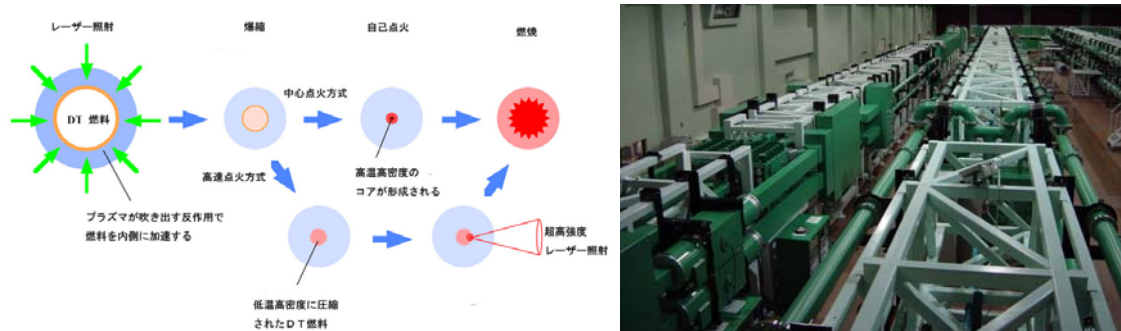 レーザー照射
爆縮
自己点火
燃焼
DT 燃料
中心点火方式
高速点火方式
高温高密度の
コアが形成される
プラズマが吹き出す反作用で
燃料を内側に加速する
超高強度
レーザー照射
低温高密度に圧縮
されたDT燃料